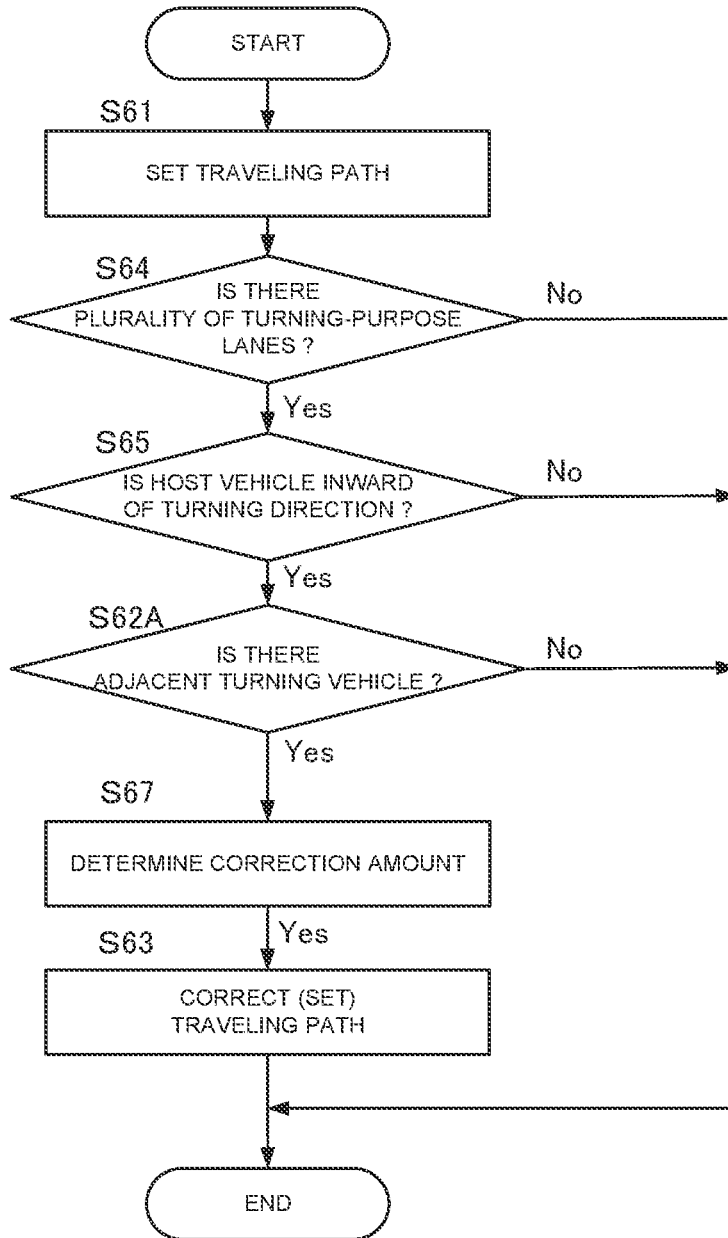 START
S61
SET TRAVELING PATH
S64
IS THERE
PLURALITY OF TURNING-PURPOSE
LANES ?
No
Yes
S65
IS HOST VEHICLE INWARD
OF TURNING DIRECTION ?
No
Yes
S62A
IS THERE
ADJACENT TURNING VEHICLE ?
No
Yes
S67
DETERMINE CORRECTION AMOUNT
Yes
S63
CORRECT (SET)
TRAVELING PATH
END